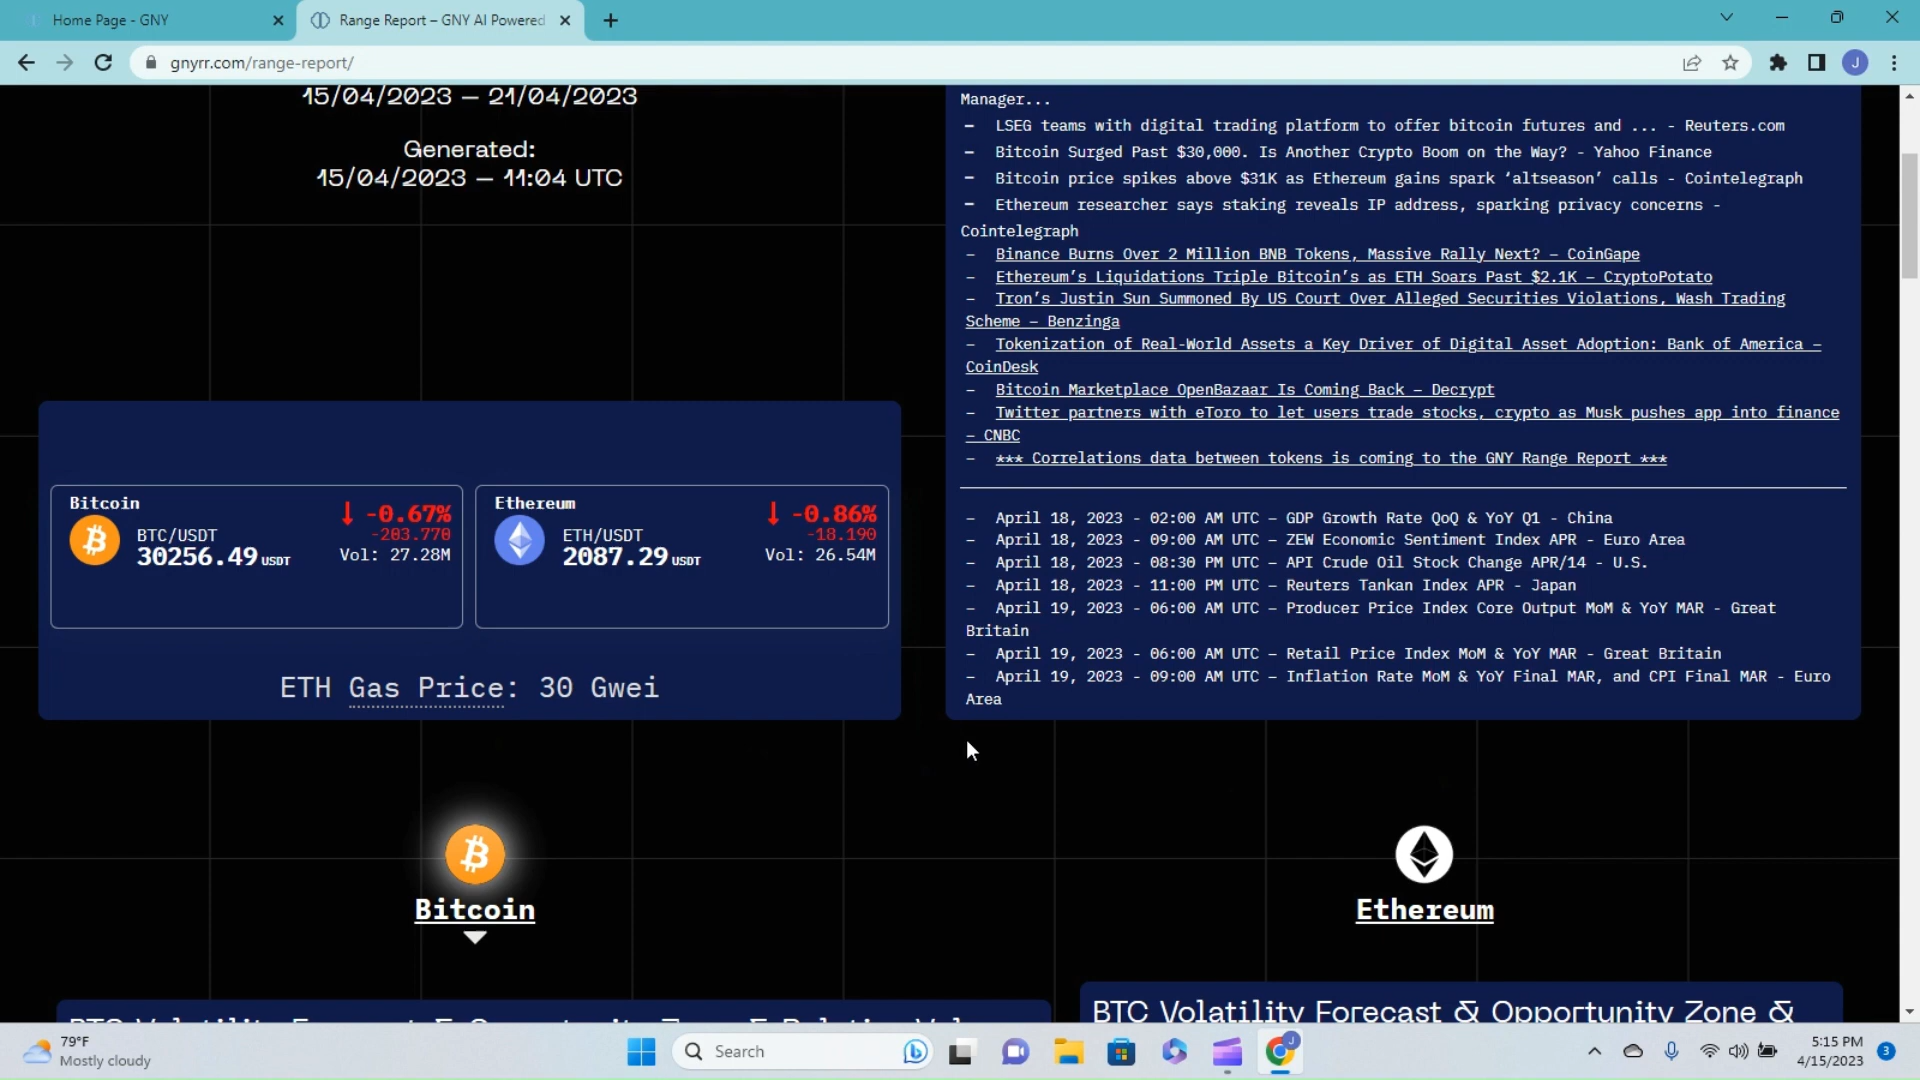 Home Page - GNY
Range Report – GNY AI Powered
gnyrr.com/range-report/
J
15/04/2023 – 21/04/2023
Generated:
15/04/2023 – 11:04 UTC
Manager...
– LSEG teams with digital trading platform to offer bitcoin futures and ... - Reuters.com
– Bitcoin Surged Past $30,000. Is Another Crypto Boom on the Way? - Yahoo Finance
– Bitcoin price spikes above $31K as Ethereum gains spark ‘altseason’ calls - Cointelegraph
– Ethereum researcher says staking reveals IP address, sparking privacy concerns -
Cointelegraph
– Binance Burns Over 2 Million BNB Tokens, Massive Rally Next? – CoinGape
– Ethereum’s Liquidations Triple Bitcoin’s as ETH Soars Past $2.1K – CryptoPotato
– Tron’s Justin Sun Summoned By US Court Over Alleged Securities Violations, Wash Trading
Scheme – Benzinga
– Tokenization of Real-World Assets a Key Driver of Digital Asset Adoption: Bank of America –
CoinDesk
– Bitcoin Marketplace OpenBazaar Is Coming Back – Decrypt
– Twitter partners with eToro to let users trade stocks, crypto as Musk pushes app into finance
– CNBC
– *** Correlations data between tokens is coming to the GNY Range Report ***
– April 18, 2023 - 02:00 AM UTC – GDP Growth Rate QoQ & YoY Q1 - China
– April 18, 2023 - 09:00 AM UTC – ZEW Economic Sentiment Index APR - Euro Area
– April 18, 2023 - 08:30 PM UTC – API Crude Oil Stock Change APR/14 - U.S.
– April 18, 2023 - 11:00 PM UTC – Reuters Tankan Index APR - Japan
– April 19, 2023 - 06:00 AM UTC – Producer Price Index Core Output MoM & YoY MAR - Great
Britain
– April 19, 2023 - 06:00 AM UTC – Retail Price Index MoM & YoY MAR - Great Britain
– April 19, 2023 - 09:00 AM UTC – Inflation Rate MoM & YoY Final MAR, and CPI Final MAR - Euro
Area
Bitcoin
BTC/USDT
30256.49 USDT
-0.67%
-203.770
Vol: 27.28M
Ethereum
ETH/USDT
2087.29 USDT
-0.86%
-18.190
Vol: 26.54M
ETH Gas Price: 30 Gwei
Bitcoin
Ethereum
BTC Volatility Forecast & Opportunity Zone &
79°F
Mostly cloudy
Search
J
5:15 PM
4/15/2023
3